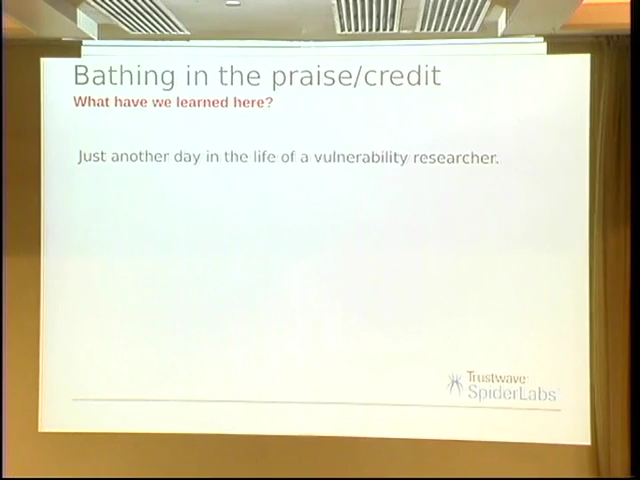 Bathing in the praise/credit
What have we learned here?
Just another day in the life of a vulnerability researcher.
Trustwave
SpiderLabs